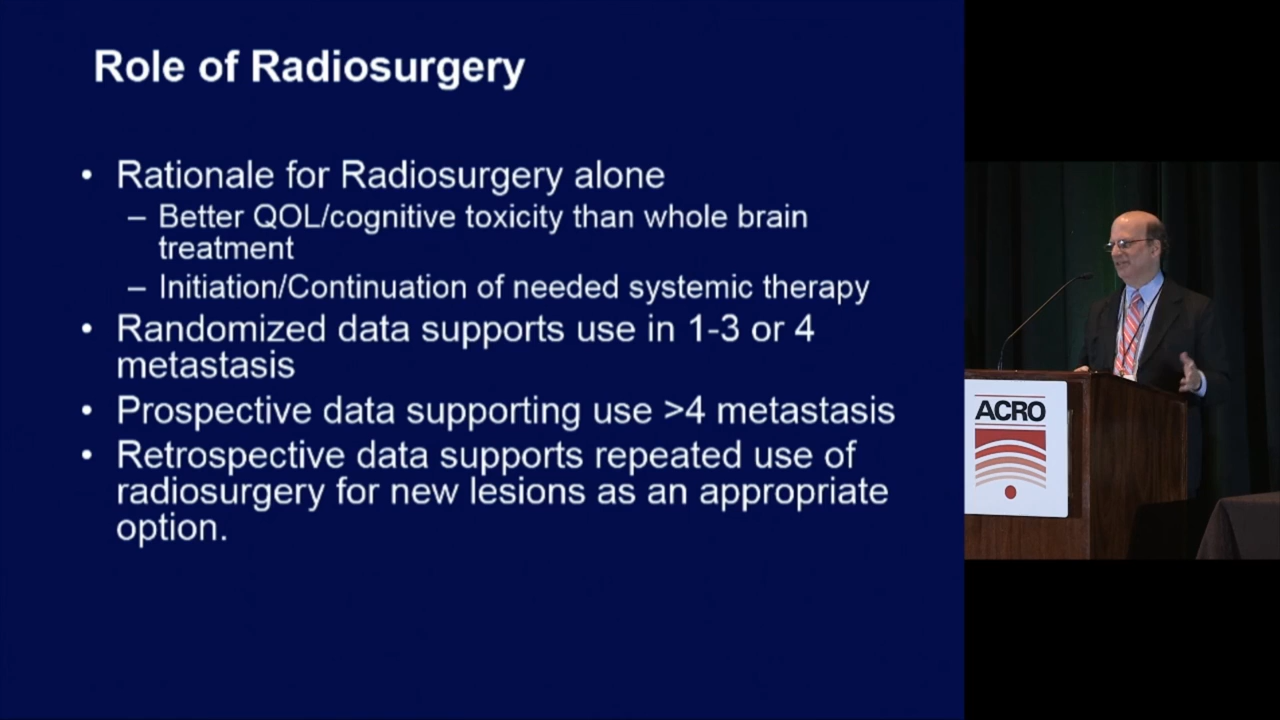 Role of Radiosurgery
• Rationale for Radiosurgery alone
– Better QOL/cognitive toxicity than whole brain
treatment
– Initiation/Continuation of needed systemic therapy
• Randomized data supports use in 1-3 or 4
metastasis
• Prospective data supporting use >4 metastasis
• Retrospective data supports repeated use of
radiosurgery for new lesions as an appropriate
option.
ACRO